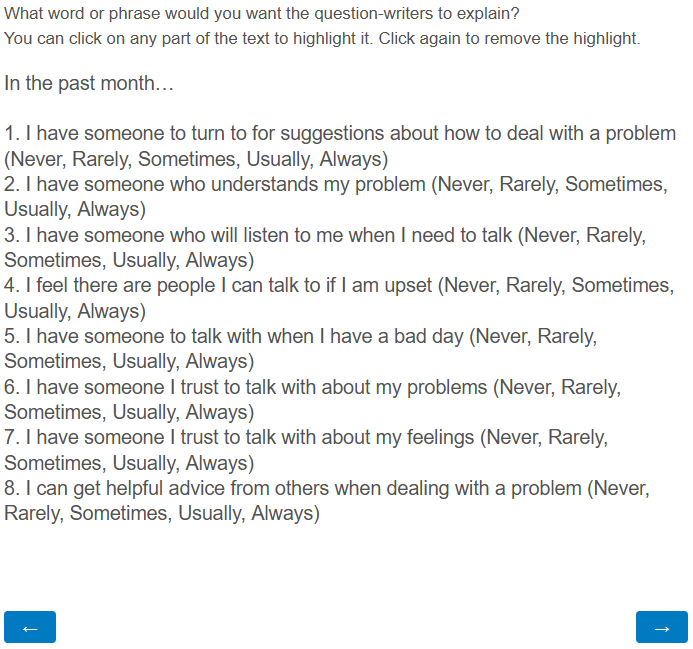 What word or phrase would you want the question-writers to explain?
You can click on any part of the text to highlight it. Click again to remove the highlight.
In the past month…
1. I have someone to turn to for suggestions about how to deal with a problem
(Never, Rarely, Sometimes, Usually, Always)
2. I have someone who understands my problem (Never, Rarely, Sometimes,
Usually, Always)
3. I have someone who will listen to me when I need to talk (Never, Rarely,
Sometimes, Usually, Always)
4. I feel there are people I can talk to if I am upset (Never, Rarely, Sometimes,
Usually, Always)
5. I have someone to talk with when I have a bad day (Never, Rarely,
Sometimes, Usually, Always)
6. I have someone I trust to talk with about my problems (Never, Rarely,
Sometimes, Usually, Always)
7. I have someone I trust to talk with about my feelings (Never, Rarely,
Sometimes, Usually, Always)
8. I can get helpful advice from others when dealing with a problem (Never,
Rarely, Sometimes, Usually, Always)
← →